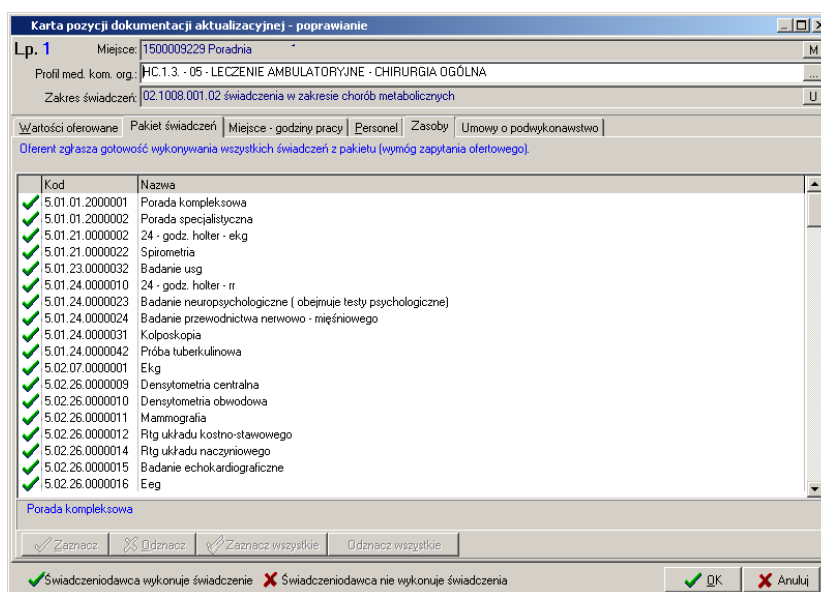 Karta pozycji dokumentacji aktualizacyjnej - poprawianie
Lp. 1 Miejsce: 1500009229 Poradnia M
Profil med. kom. org.: HC.1.3. - 05 - LECZENIE AMBULATORYJNE - CHIRURGIA OGÓLNA ...
Zakres świadczeń: 02.1008.001.02 świadczenia w zakresie chorób metabolicznych U
Wartości oferowane Pakiet świadczeń Miejsce - godziny pracy Personel Zasoby Umowy o podwykonawstwo
Oferent zgłasza gotowość wykonywania wszystkich świadczeń z pakietu (wymóg zapytania ofertowego).
Kod Nazwa
5.01.01.2000001 Porada kompleksowa
5.01.01.2000002 Porada specjalistyczna
5.01.21.0000002 24 - godz. holter - ekg
5.01.21.0000022 Spirometria
5.01.23.0000032 Badanie usg
5.01.24.0000010 24 - godz. holter - rr
5.01.24.0000023 Badanie neuropsychologiczne ( obejmuje testy psychologiczne)
5.01.24.0000024 Badanie przewodnictwa nerwowo - mięśniowego
5.01.24.0000031 Kolposkopia
5.01.24.0000042 Próba tuberkulinowa
5.02.07.0000001 Ekg
5.02.26.0000009 Densytometria centralna
5.02.26.0000010 Densytometria obwodowa
5.02.26.0000011 Mammografia
5.02.26.0000012 Rtg układu kostno-stawowego
5.02.26.0000014 Rtg układu naczyniowego
5.02.26.0000015 Badanie echokardiograficzne
5.02.26.0000016 Eeg
Porada kompleksowa
Zaznacz Odznacz Zaznacz wszystkie Odznacz wszystkie
Świadczeniodawca wykonuje świadczenie Świadczeniodawca nie wykonuje świadczenia OK Anuluj